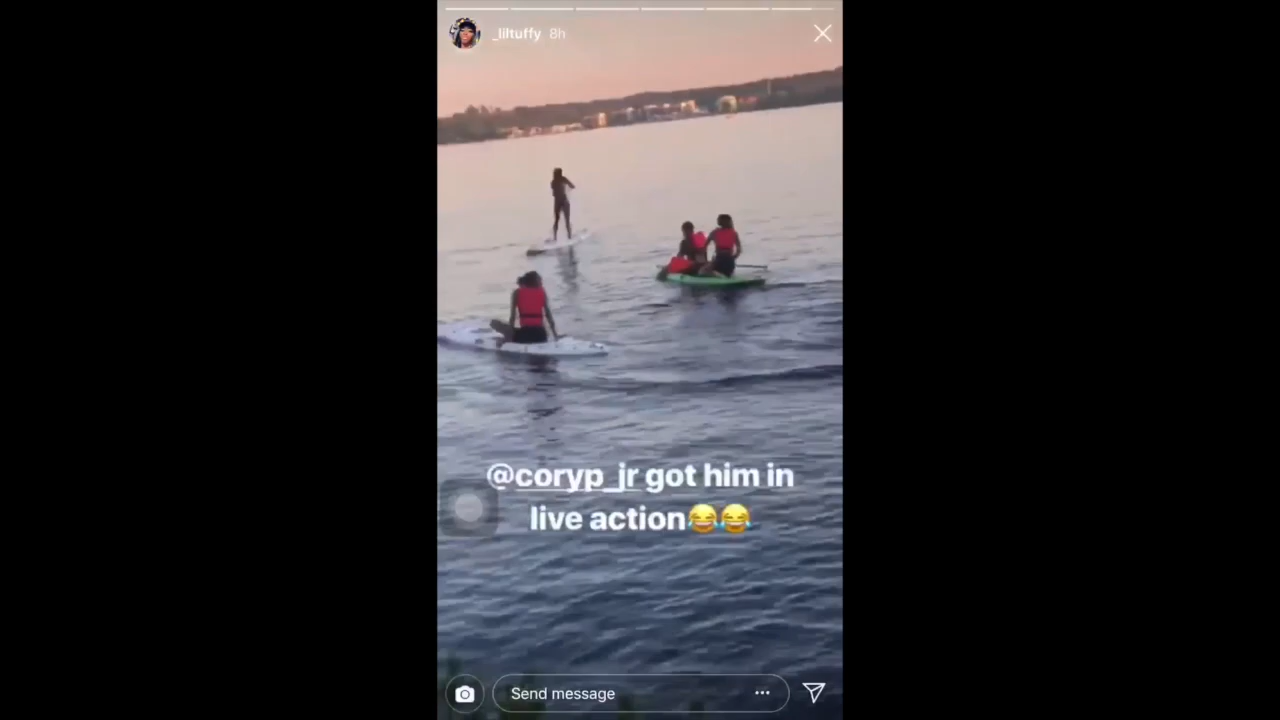 _liltuffy 8h
@coryp_jr got him in
live action😂😂
Send message